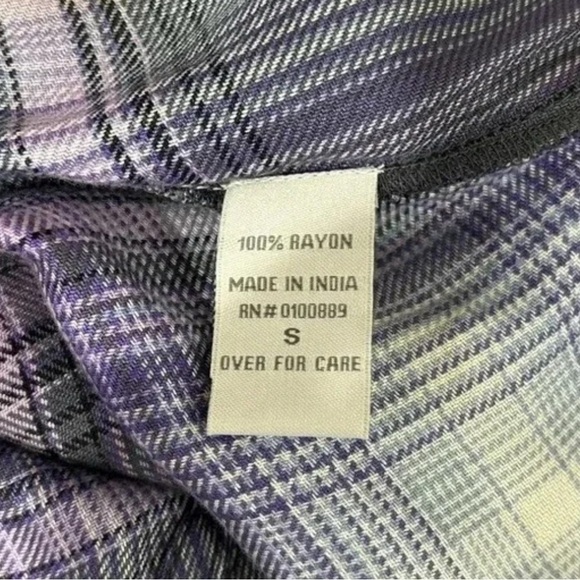 100% RAYON
MADE IN INDIA
RN# 0100889
S
OVER FOR CARE